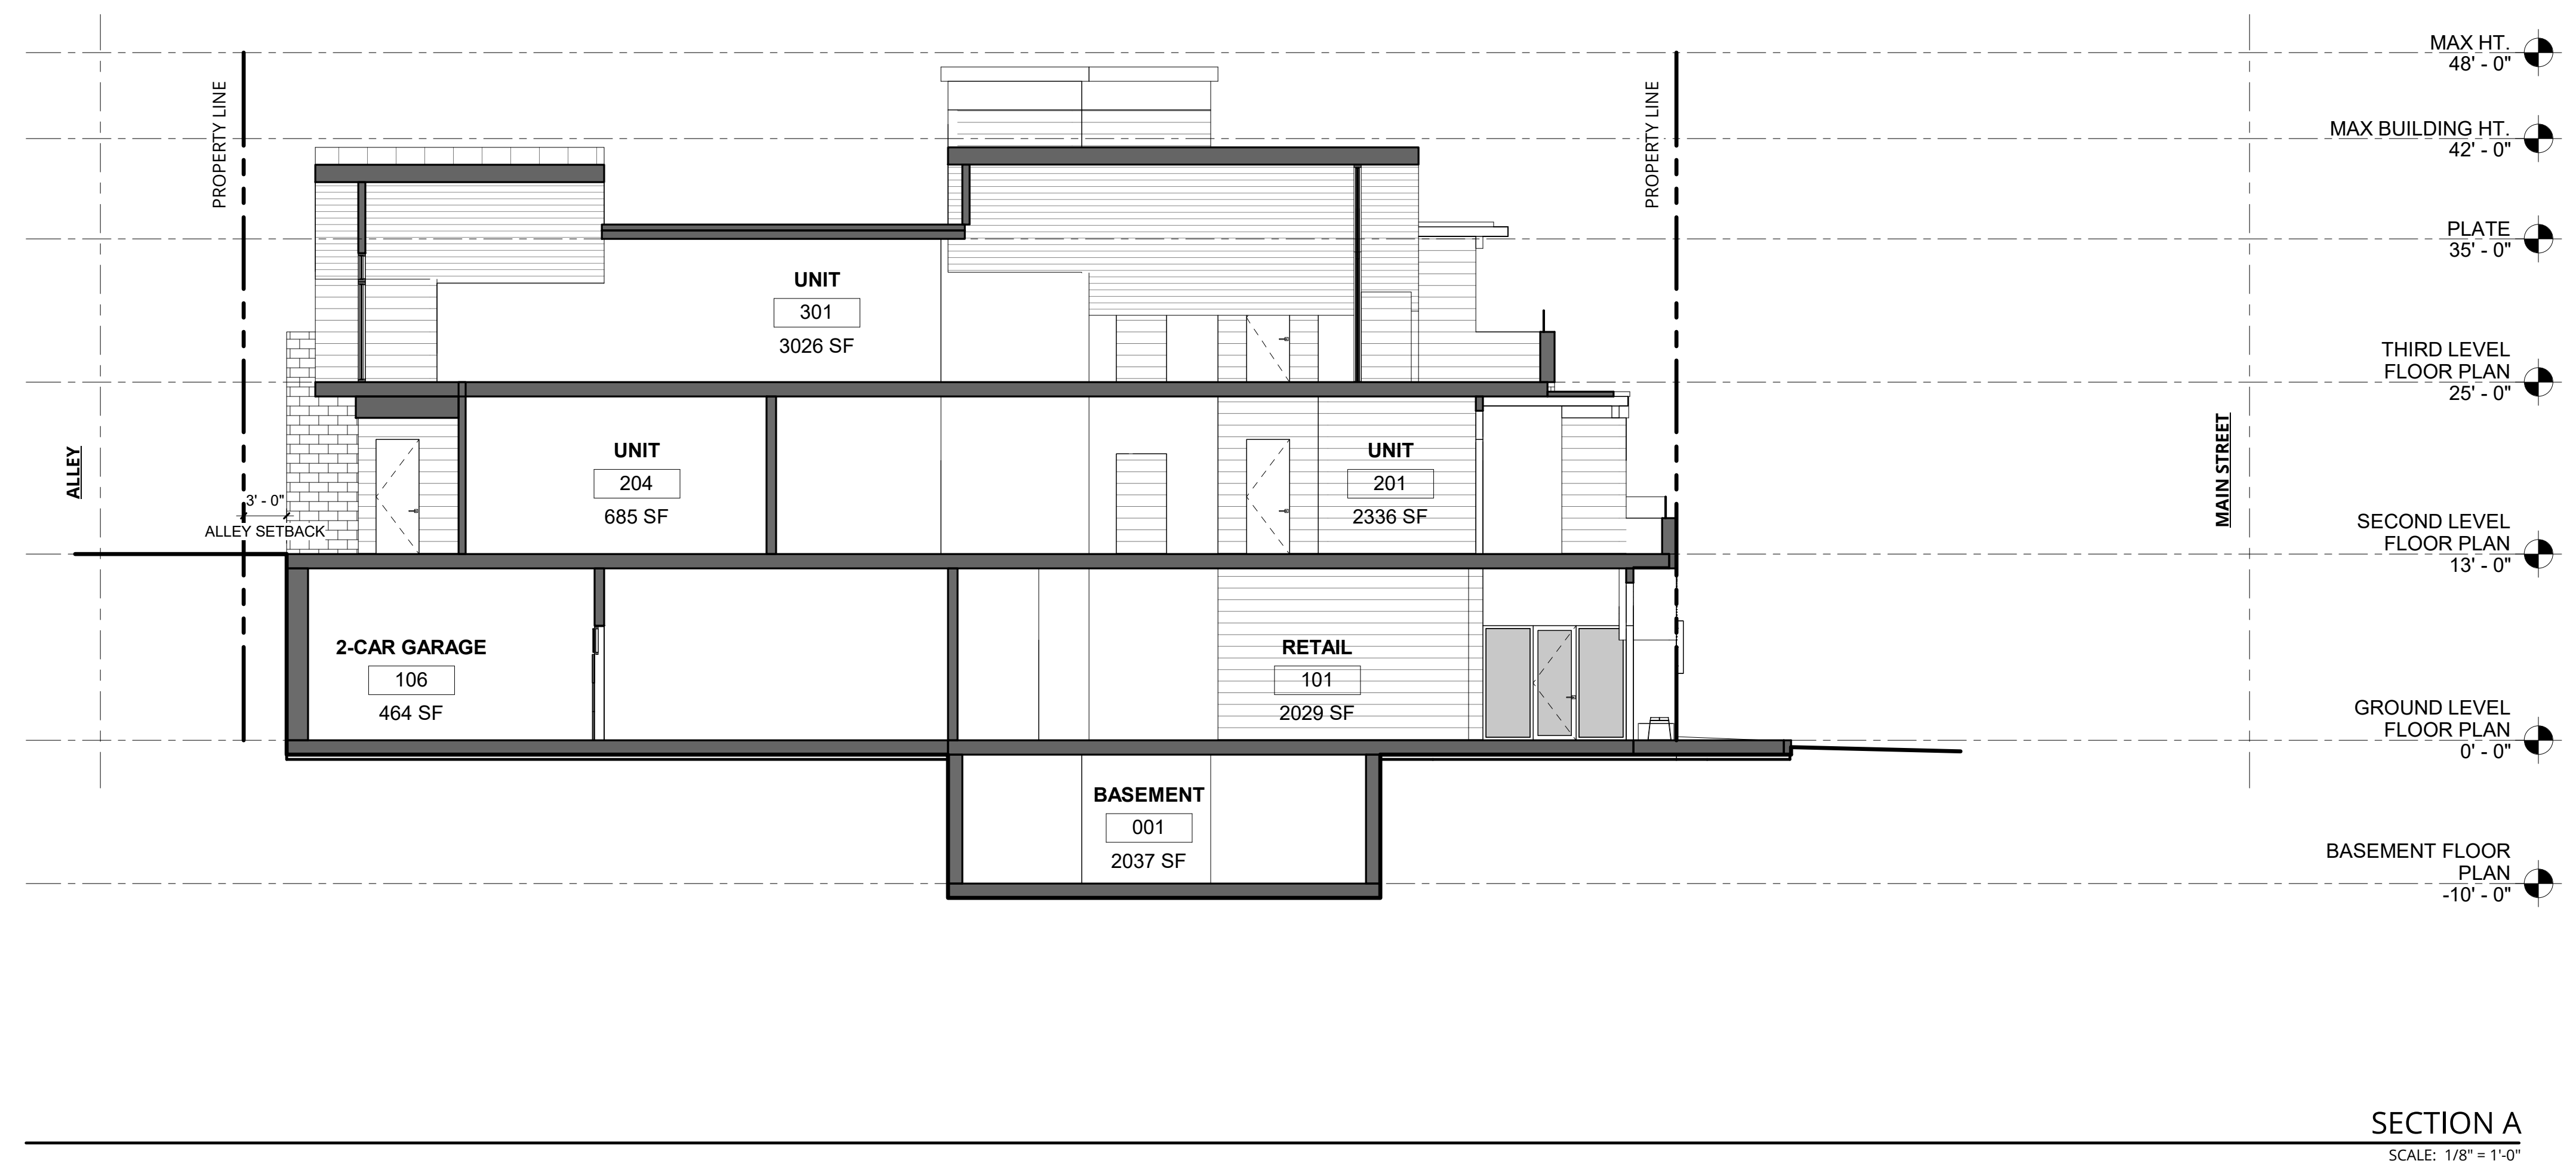 MAX HT.
48' - 0"
PROPERTY LINE
PROPERTY LINE
MAX BUILDING HT.
42' - 0"
PLATE
35' - 0"
UNIT
301
3026 SF
THIRD LEVEL
FLOOR PLAN
25' - 0"
ALLEY
UNIT
204
685 SF
UNIT
201
2336 SF
MAIN STREET
3' - 0"
ALLEY SETBACK
SECOND LEVEL
FLOOR PLAN
13' - 0"
2-CAR GARAGE
106
464 SF
RETAIL
101
2029 SF
GROUND LEVEL
FLOOR PLAN
0' - 0"
BASEMENT
001
2037 SF
BASEMENT FLOOR
PLAN
-10' - 0"
SECTION A
SCALE: 1/8" = 1'-0"